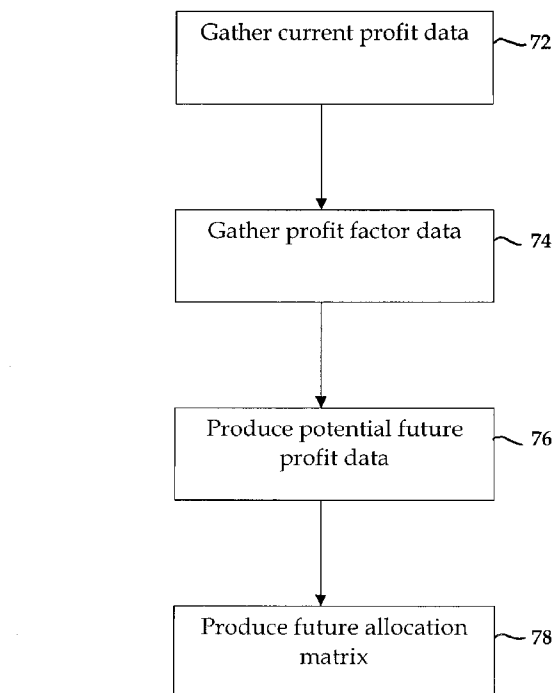 Gather current profit data
72
Gather profit factor data
74
Produce potential future
profit data
76
Produce future allocation
matrix
78